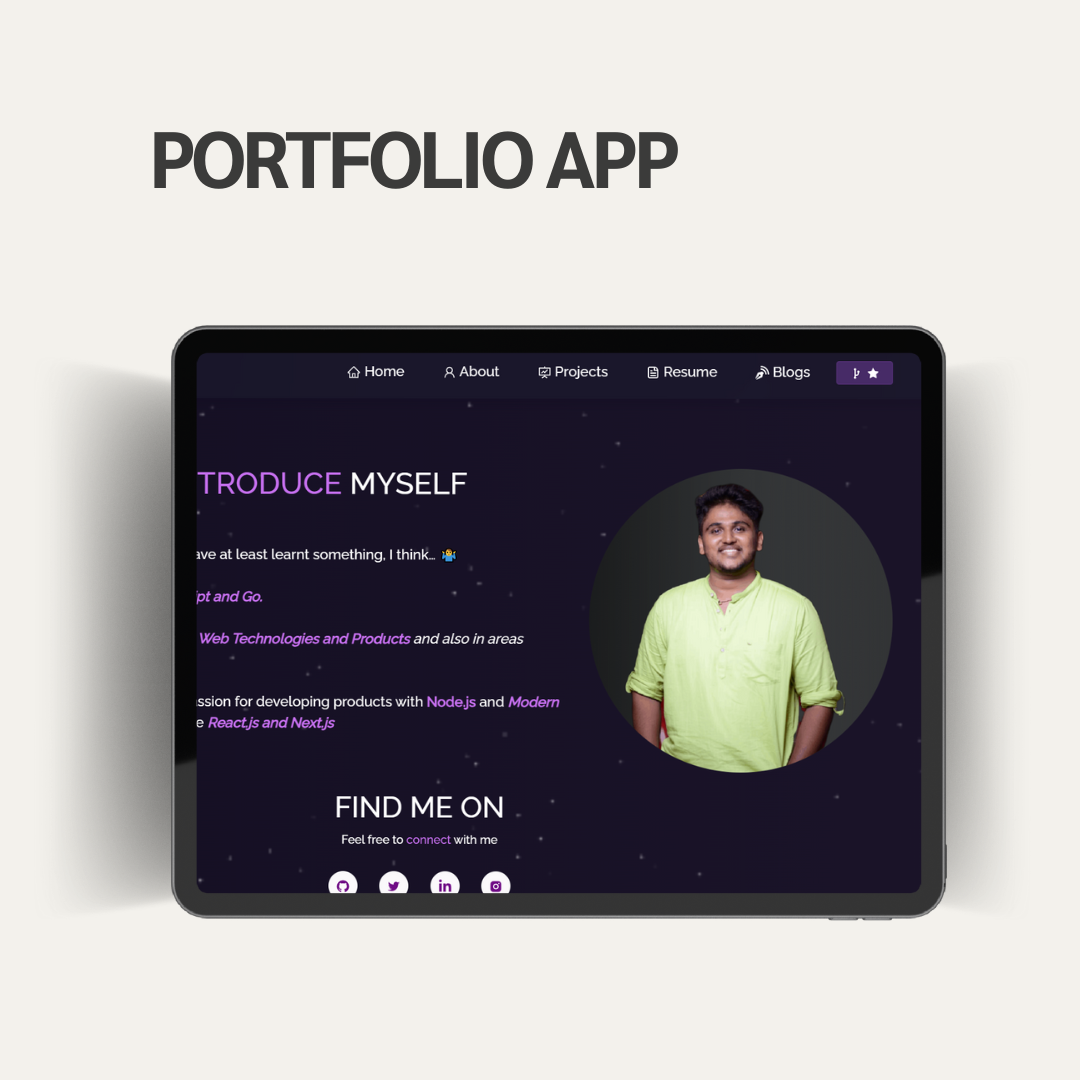 PORTFOLIO APP
Home About Projects Resume Blogs
TRODUCE MYSELF
ave at least learnt something, I think… 🤷‍♂️
ipt and Go.
Web Technologies and Products and also in areas
ssion for developing products with Node.js and Modern
e React.js and Next.js
FIND ME ON
Feel free to connect with me
in